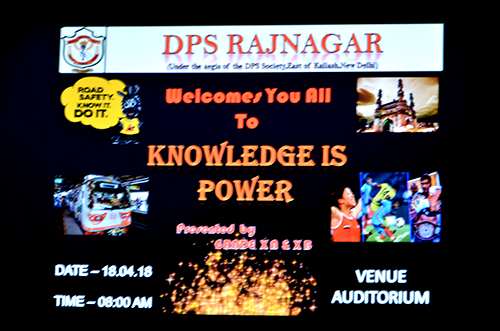 DPS RAJNAGAR
(Under the aegis of the DPS Society,East of Kailash,New Delhi)
ROAD
SAFETY.
KNOW IT.
DO IT.
Welcomes You All
To
KNOWLEDGE IS
POWER
Presented by
GRADE X A & X B
DATE – 18.04.18
TIME – 08:00 AM
VENUE
AUDITORIUM